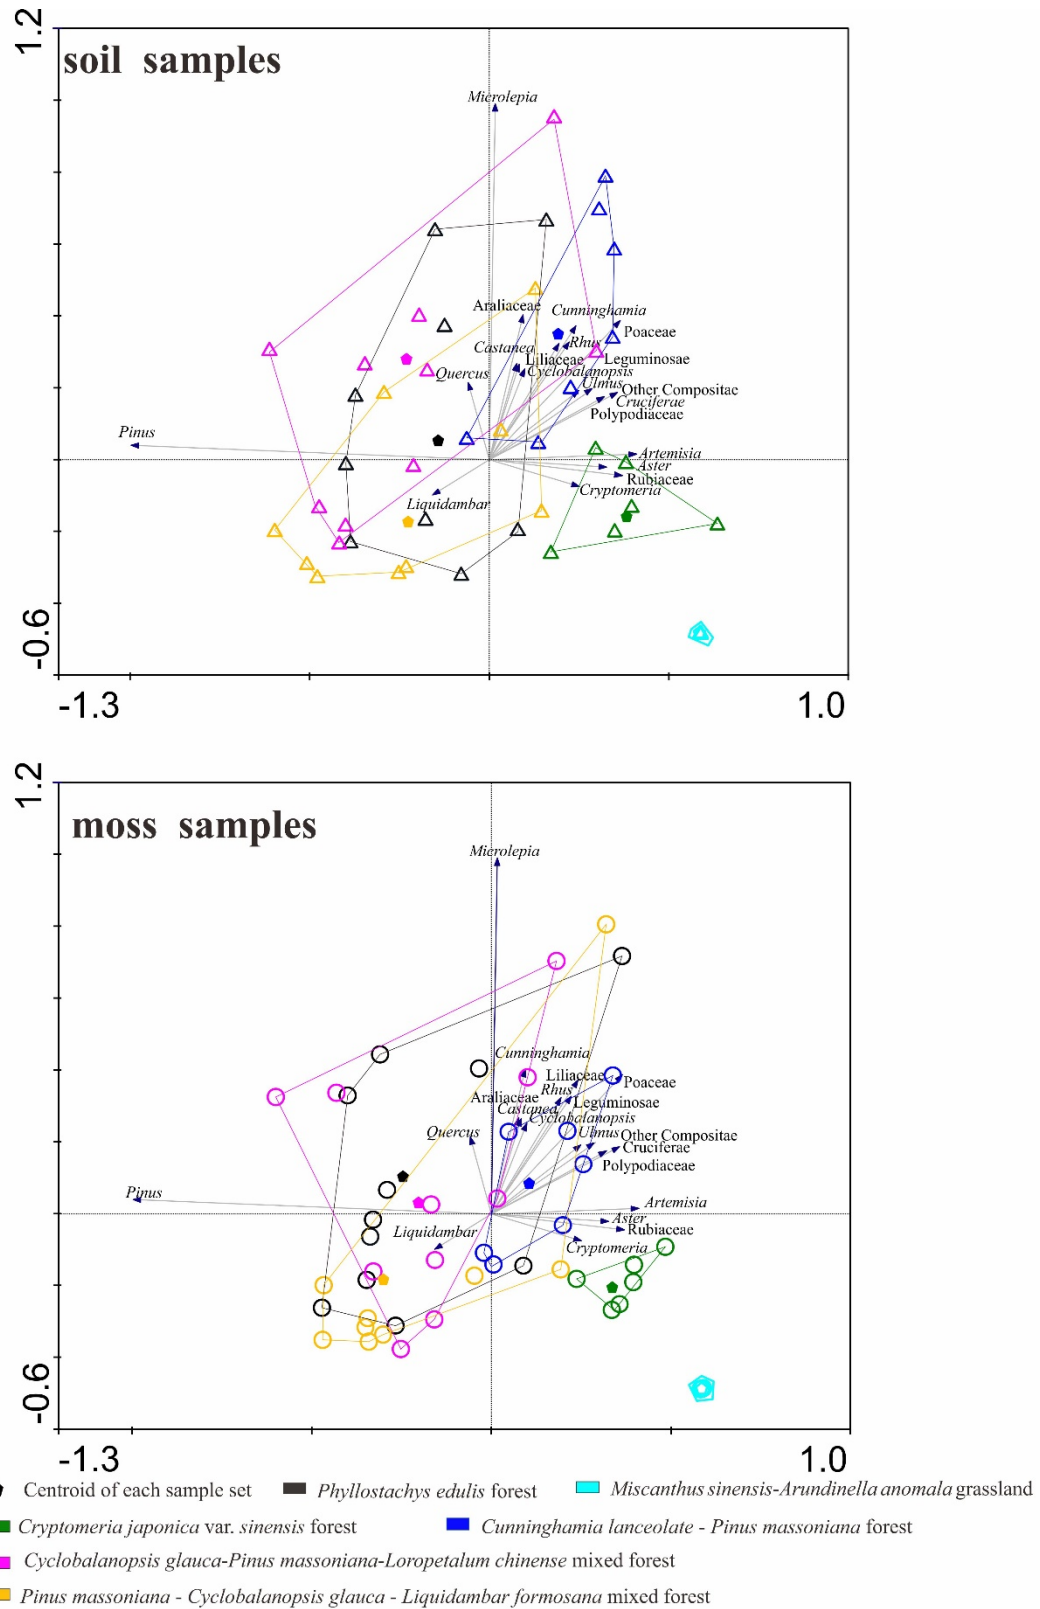 1.2
soil samples
Microlepia
Araliaceae
Cunninghamia
Poaceae
Castanea
Rhus
Liliaceae
Leguminosae
Quercus
Cyclobalanopsis
Ulmus
Other Compositae
Cruciferae
Polypodiaceae
Pinus
Artemisia
Aster
Rubiaceae
Cryptomeria
Liquidambar
-0.6
-1.3
1.0
1.2
moss samples
Microlepia
Cunninghamia
Liliaceae
Poaceae
Rhus
Araliaceae
Leguminosae
Castanea
Cyclobalanopsis
Quercus
Ulmus
Other Compositae
Cruciferae
Polypodiaceae
Pinus
Artemisia
Aster
Rubiaceae
Liquidambar
Cryptomeria
-0.6
-1.3
1.0
Centroid of each sample set
Phyllostachys edulis forest
Miscanthus sinensis-Arundinella anomala grassland
Cryptomeria japonica var. sinensis forest
Cunninghamia lanceolate - Pinus massoniana forest
Cyclobalanopsis glauca-Pinus massoniana-Loropetalum chinense mixed forest
Pinus massoniana - Cyclobalanopsis glauca - Liquidambar formosana mixed forest